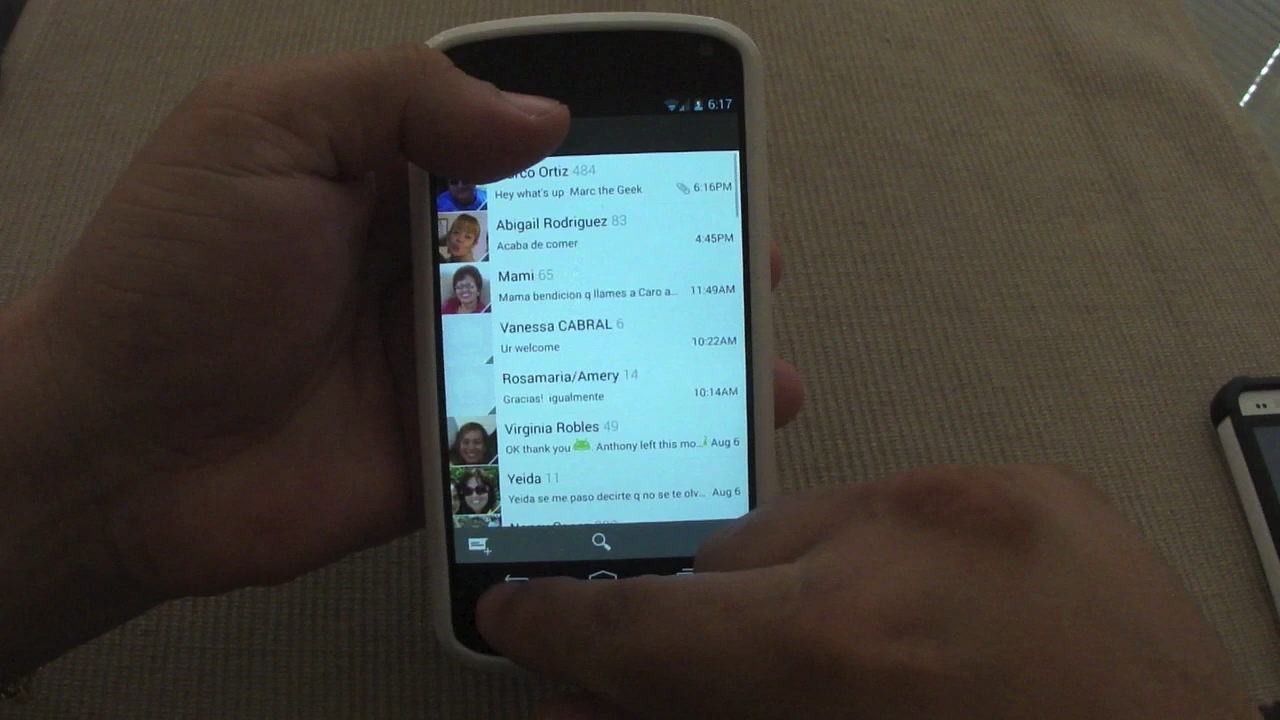 6:17
Ortiz 484
Hey what's up Marc the Geek 6:16PM
Abigail Rodriguez 83
Acaba de comer 4:45PM
Mami 65
Mama bendicion q llames a Caro a... 11:49AM
Vanessa CABRAL 6
Ur welcome 10:22AM
Rosamaria/Amery 14
Gracias! igualmente 10:14AM
Virginia Robles 49
OK thank you Anthony left this mo... Aug 6
Yeida 11
Yeida se me paso decirte q no se te olv... Aug 6